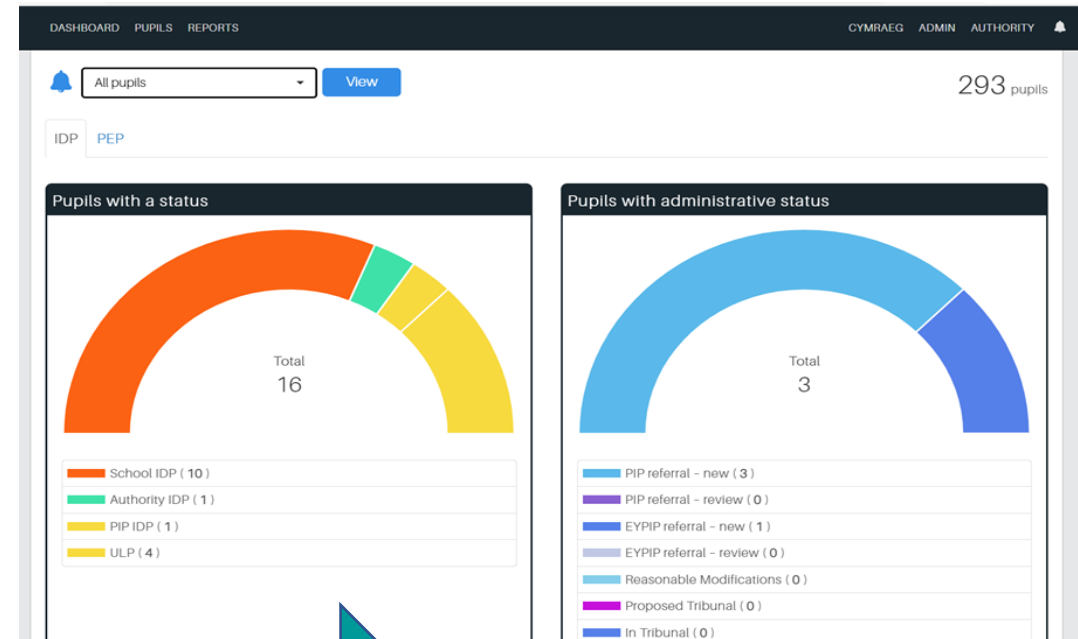 DASHBOARD PUPILS REPORTS CYMRAEG ADMIN AUTHORITY
All pupils View 293 pupils
IDP PEP
Pupils with a status
Total
16
School IDP ( 10 )
Authority IDP ( 1 )
PIP IDP ( 1 )
ULP ( 4 )
Pupils with administrative status
Total
3
PIP referral - new ( 3 )
PIP referral - review ( 0 )
EYPIP referral - new ( 1 )
EYPIP referral - review ( 0 )
Reasonable Modifications ( 0 )
Proposed Tribunal ( 0 )
In Tribunal ( 0 )